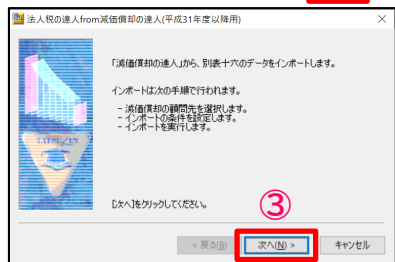 法人税の達人from減価償却の達人(平成31年度以降用)
「減価償却の達人」から、別表十六のデータをインポートします。
インポートは次の手順で行われます。
- 減価償却の顧問先を選択します。
- インポートの条件を設定します。
- インポートを実行します。
TATSUZIN
[次へ]をクリックしてください。
③
< 戻る(B)
次へ(N) >
キャンセル